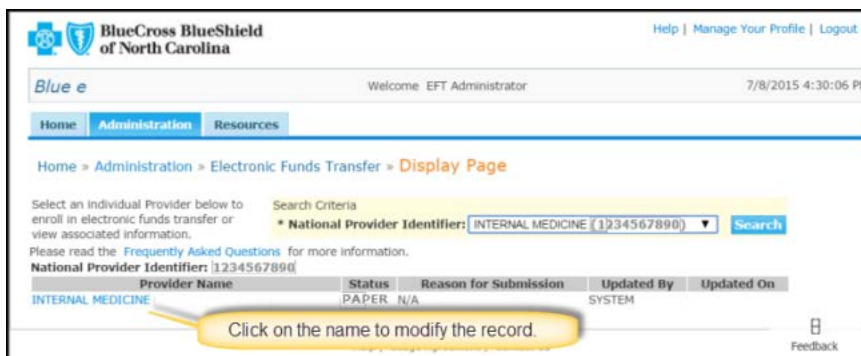 BlueCross BlueShield
of North Carolina
Help | Manage Your Profile | Logout
Blue e
Welcome EFT Administrator
7/8/2015 4:30:06 P
Home Administration Resources
Home » Administration » Electronic Funds Transfer » Display Page
Select an individual Provider below to
enroll in electronic funds transfer or
view associated information.
Search Criteria
* National Provider Identifier: INTERNAL MEDICINE (1234567890) Search
Please read the Frequently Asked Questions for more information.
National Provider Identifier: 1234567890
Provider Name Status Reason for Submission Updated By Updated On
INTERNAL MEDICINE PAPER N/A SYSTEM
Click on the name to modify the record.
Feedback